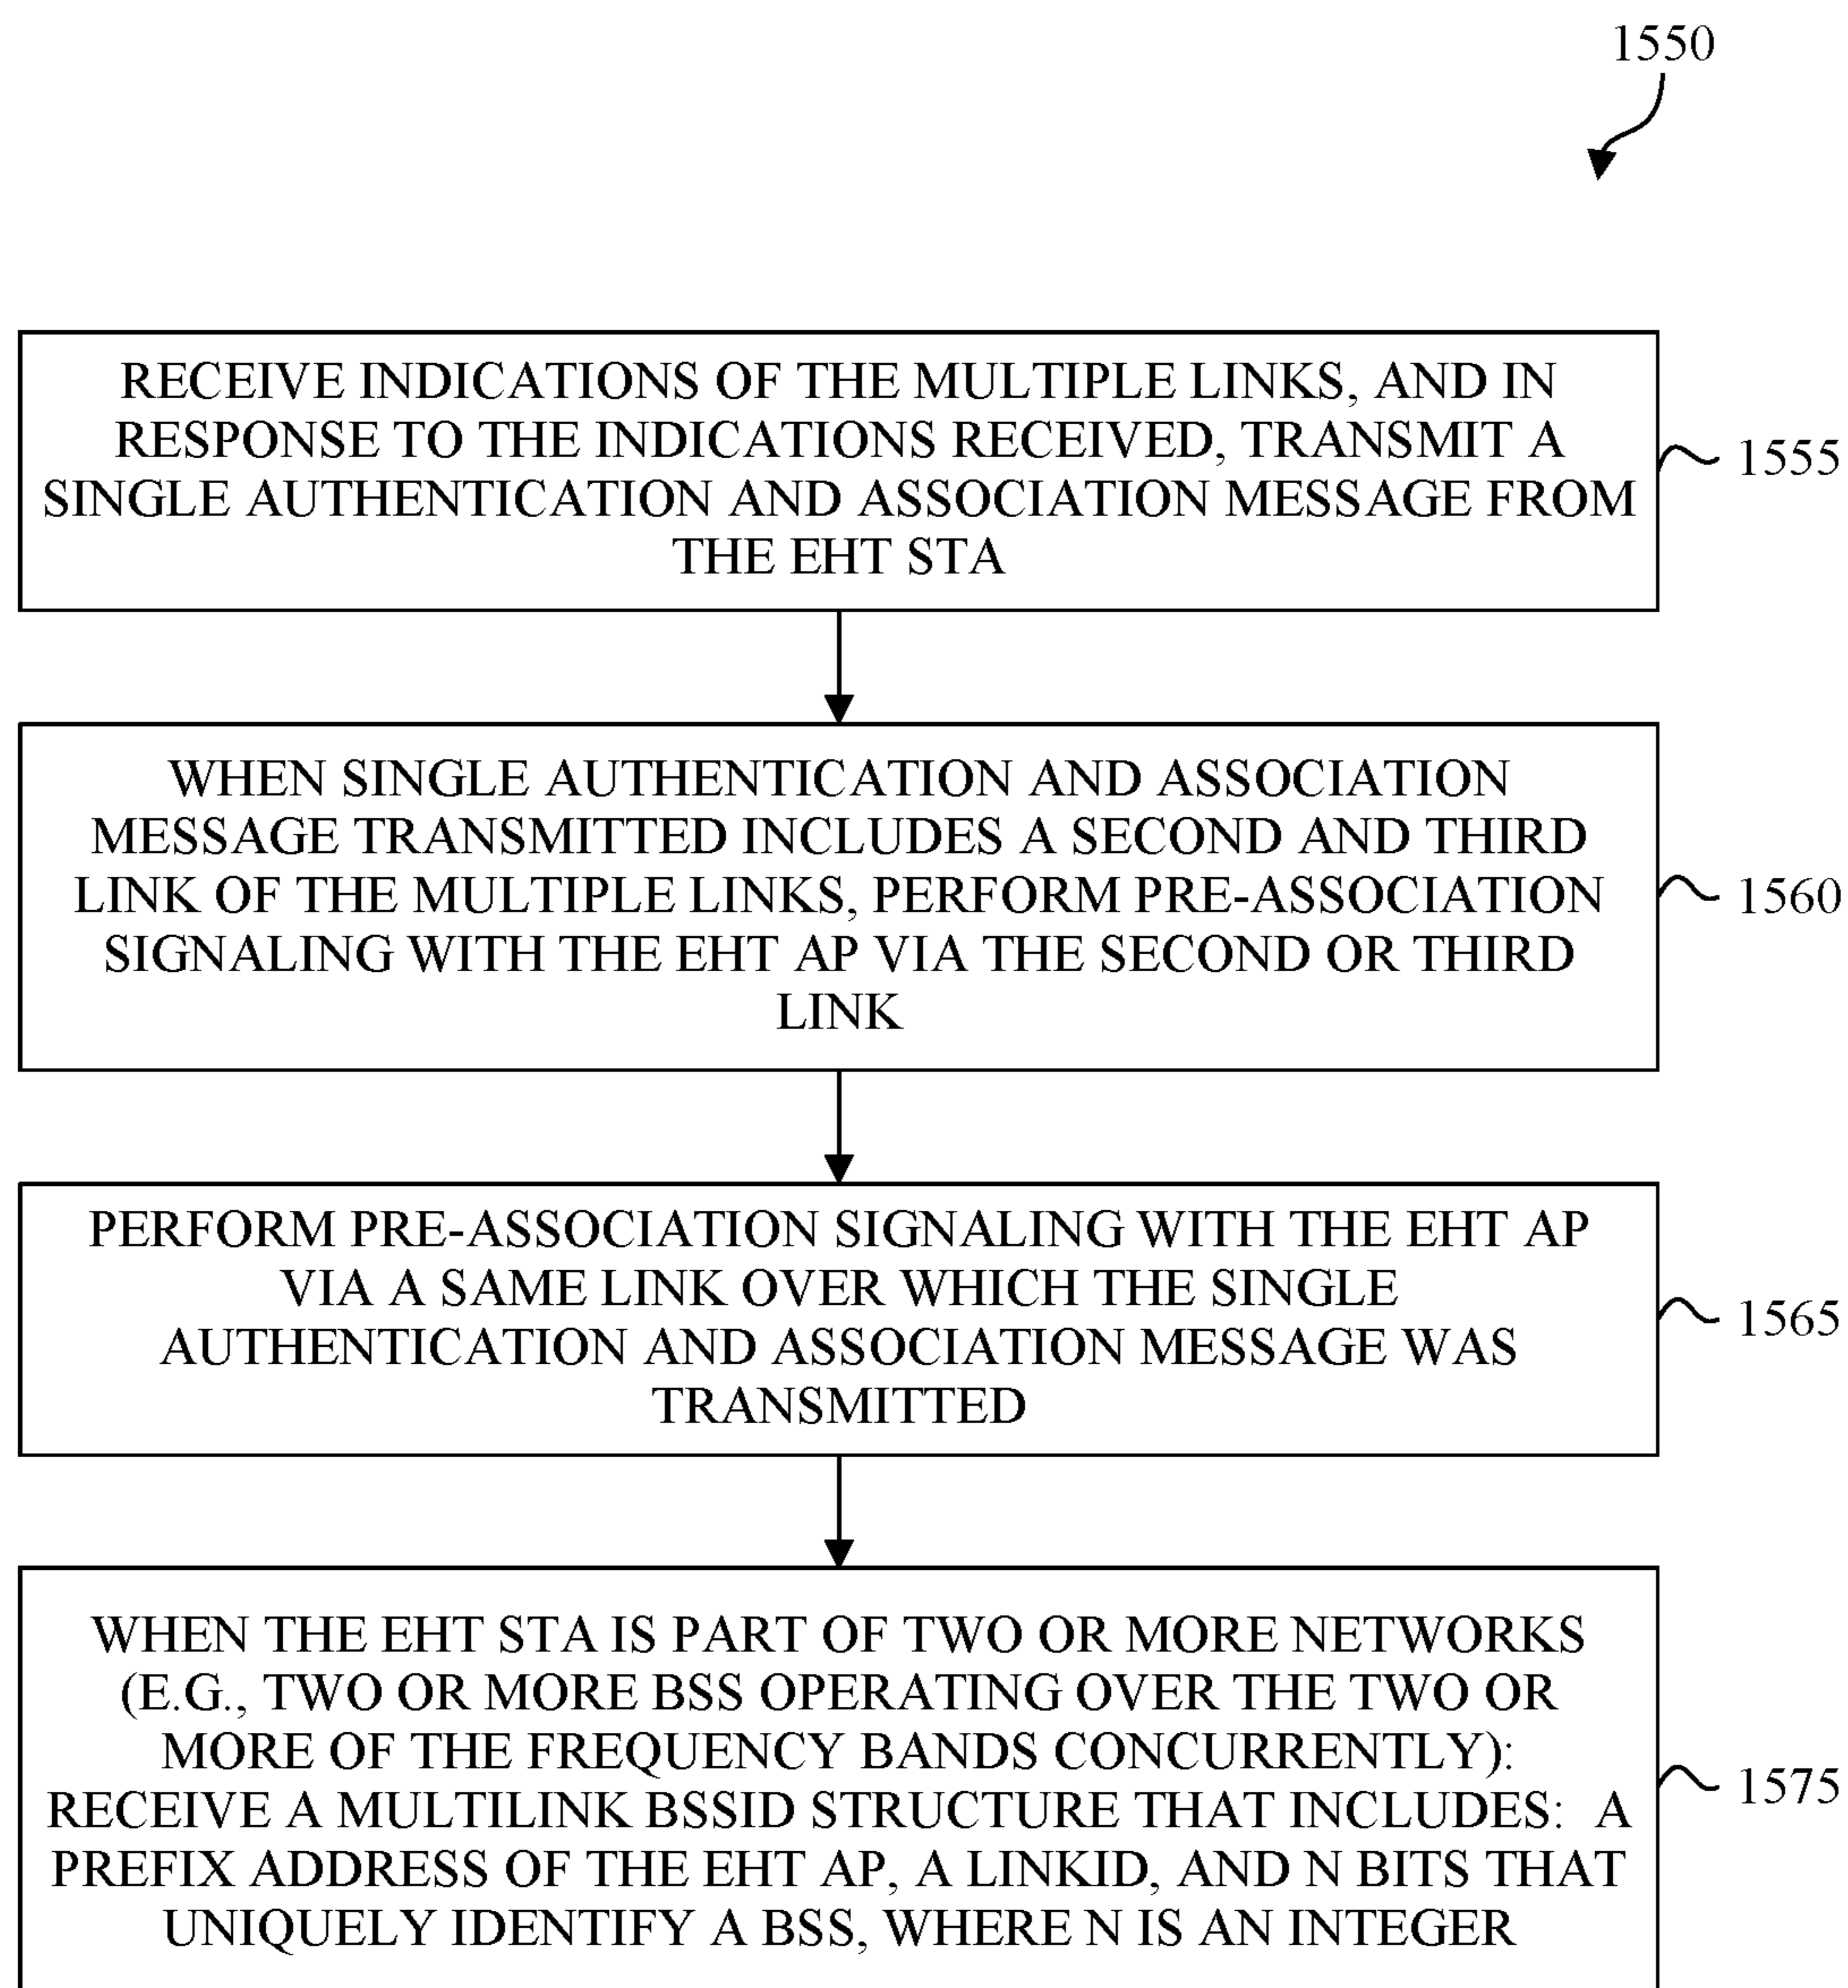 1550
RECEIVE INDICATIONS OF THE MULTIPLE LINKS, AND IN
RESPONSE TO THE INDICATIONS RECEIVED, TRANSMIT A
SINGLE AUTHENTICATION AND ASSOCIATION MESSAGE FROM
THE EHT STA
1555
WHEN SINGLE AUTHENTICATION AND ASSOCIATION
MESSAGE TRANSMITTED INCLUDES A SECOND AND THIRD
LINK OF THE MULTIPLE LINKS, PERFORM PRE-ASSOCIATION
SIGNALING WITH THE EHT AP VIA THE SECOND OR THIRD
LINK
1560
PERFORM PRE-ASSOCIATION SIGNALING WITH THE EHT AP
VIA A SAME LINK OVER WHICH THE SINGLE
AUTHENTICATION AND ASSOCIATION MESSAGE WAS
TRANSMITTED
1565
WHEN THE EHT STA IS PART OF TWO OR MORE NETWORKS
(E.G., TWO OR MORE BSS OPERATING OVER THE TWO OR
MORE OF THE FREQUENCY BANDS CONCURRENTLY):
RECEIVE A MULTILINK BSSID STRUCTURE THAT INCLUDES: A
PREFIX ADDRESS OF THE EHT AP, A LINKID, AND N BITS THAT
UNIQUELY IDENTIFY A BSS, WHERE N IS AN INTEGER
1575